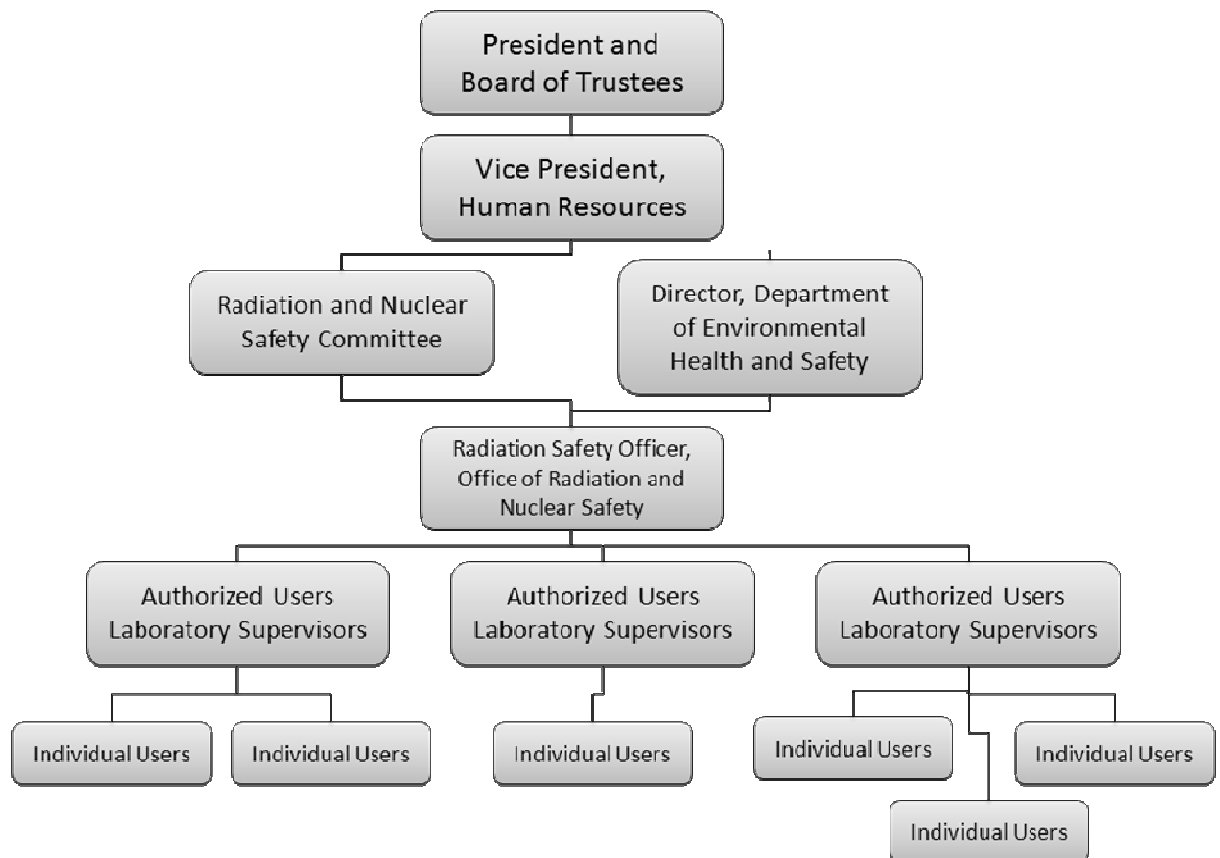 President and
Board of Trustees
Vice President,
Human Resources
Radiation and Nuclear
Safety Committee
Director, Department
of Environmental
Health and Safety
Radiation Safety Officer,
Office of Radiation and
Nuclear Safety
Authorized Users
Laboratory Supervisors
Authorized Users
Laboratory Supervisors
Authorized Users
Laboratory Supervisors
Individual Users
Individual Users
Individual Users
Individual Users
Individual Users
Individual Users